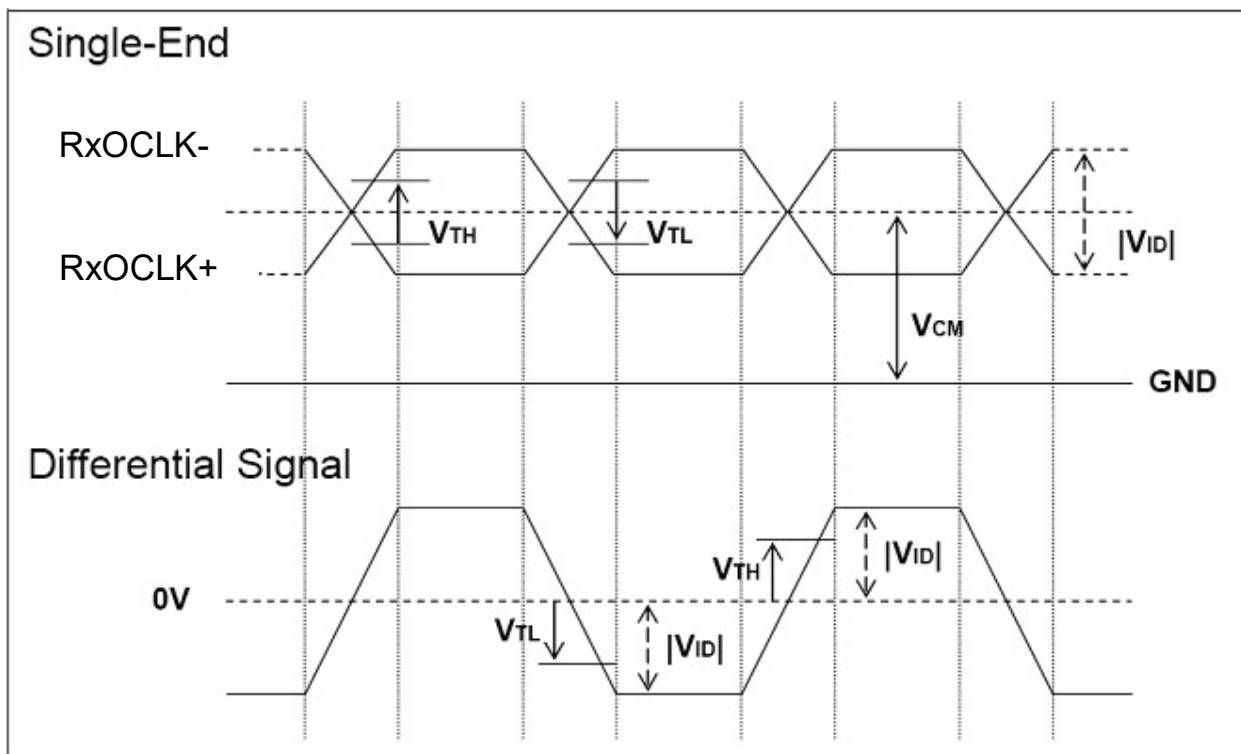 Single-End
RxOCLK-
VTH
VTL
RxOCLK+
|VID|
VCM
GND
Differential Signal
VTH
|VID|
0V
VTL
|VID|